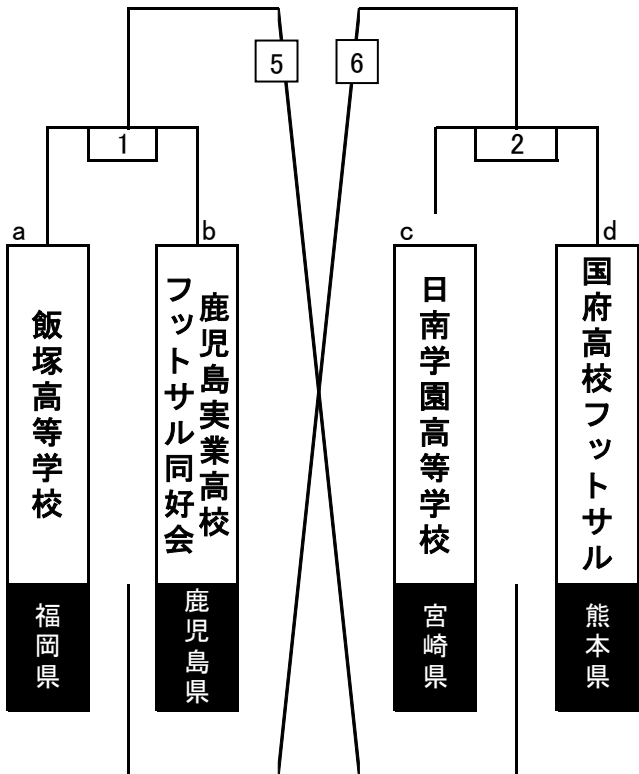 5
6
1
2
a
b
c
d
飯塚高等学校
鹿児島実業高校
フットサル同好会
日南学園高等学校
国府高校フットサル
福岡県
鹿児島県
宮崎県
熊本県